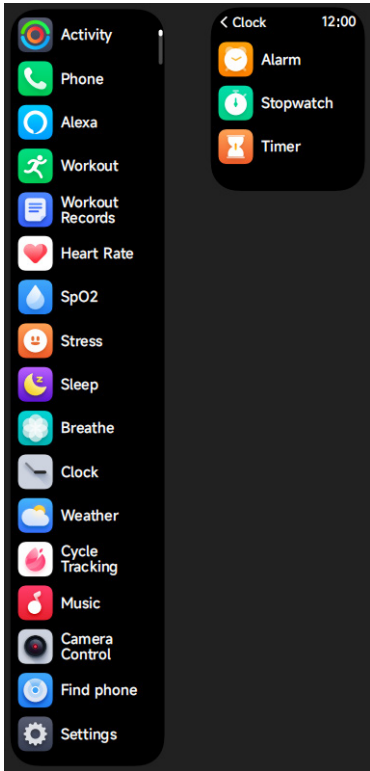 Activity
Phone
Alexa
Workout
Workout
Records
Heart Rate
SpO2
Stress
Sleep
Breathe
Clock
Weather
Cycle
Tracking
Music
Camera
Control
Find phone
Settings
< Clock 12:00
Alarm
Stopwatch
Timer